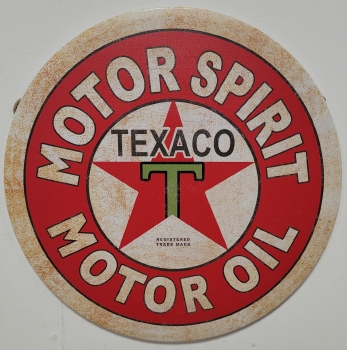 MOTOR SPIRIT
TEXACO
T
REGISTERED
TRADE MARK
MOTOR OIL